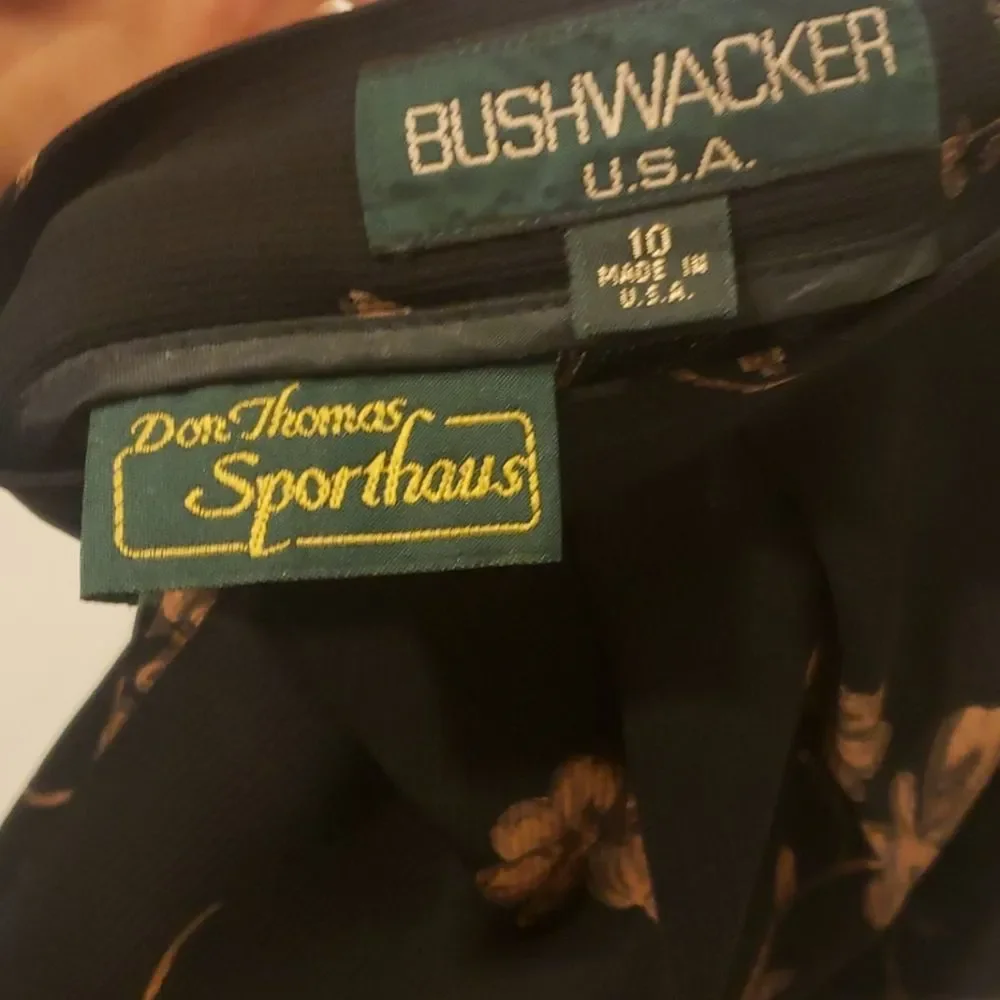 BUSHWACKER
U.S.A.
10
MADE IN
U.S.A.
Don Thomas
Sporthaus